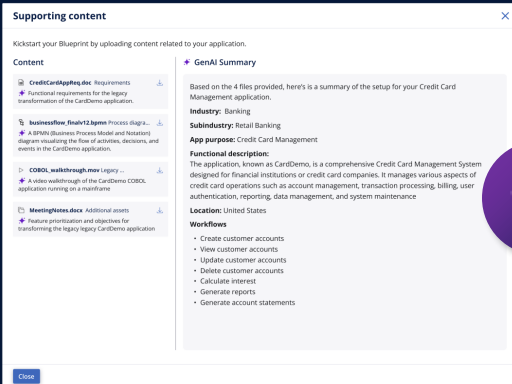 Supporting content
Kickstart your Blueprint by uploading content related to your application.
Content
CreditCardAppReq.doc Requirements
Functional requirements for the legacy
transformation of the CardDemo application.
businessflow_finalv12.bpmn Process diagra...
A BPMN (Business Process Model and Notation)
diagram visualizing the flow of activities, decisions, and
events in the CardDemo application.
COBOL_walkthrough.mov Legacy ...
A video walkthrough of the CardDemo COBOL
application running on a mainframe
MeetingNotes.docx Additional assets
Feature prioritization and objectives for
transforming the legacy legacy CardDemo application
GenAI Summary
Based on the 4 files provided, here's is a summary of the setup for your Credit Card
Management application.
Industry: Banking
Subindustry: Retail Banking
App purpose: Credit Card Management
Functional description:
The application, known as CardDemo, is a comprehensive Credit Card Management System
designed for financial institutions or credit card companies. It manages various aspects of
credit card operations such as account management, transaction processing, billing, user
authentication, reporting, data management, and system maintenance
Location: United States
Workflows
• Create customer accounts
• View customer accounts
• Update customer accounts
• Delete customer accounts
• Calculate interest
• Generate reports
• Generate account statements
Close